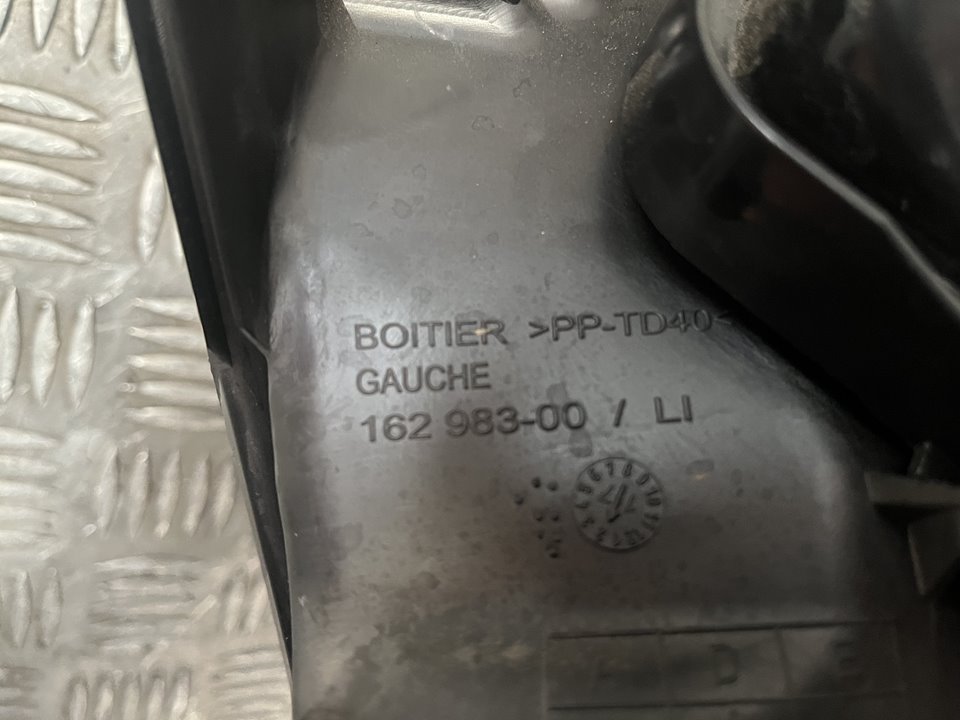 BOITIER >PP-TD40<
GAUCHE
162 983-00 / LI
D